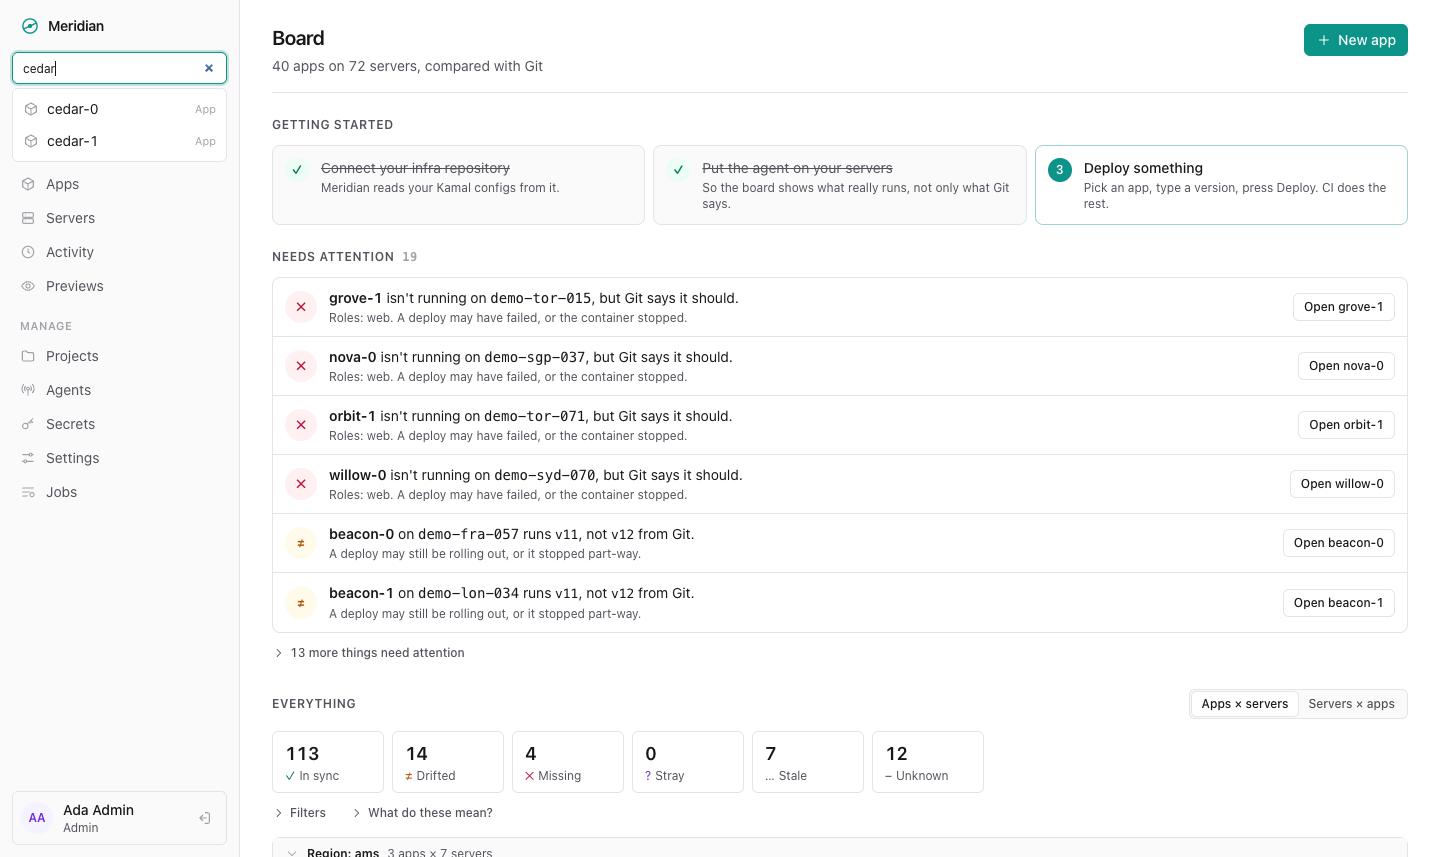 Meridian
cedar
cedar-0 App
cedar-1 App
Apps
Servers
Activity
Previews
MANAGE
Projects
Agents
Secrets
Settings
Jobs
AA
Ada Admin
Admin
Board
40 apps on 72 servers, compared with Git
New app
GETTING STARTED
Connect your infra repository
Meridian reads your Kamal configs from it.
Put the agent on your servers
So the board shows what really runs, not only what Git
says.
3
Deploy something
Pick an app, type a version, press Deploy. CI does the
rest.
NEEDS ATTENTION 19
grove-1 isn't running on demo-tor-015, but Git says it should.
Roles: web. A deploy may have failed, or the container stopped.
Open grove-1
nova-0 isn't running on demo-sgp-037, but Git says it should.
Roles: web. A deploy may have failed, or the container stopped.
Open nova-0
orbit-1 isn't running on demo-tor-071, but Git says it should.
Roles: web. A deploy may have failed, or the container stopped.
Open orbit-1
willow-0 isn't running on demo-syd-070, but Git says it should.
Roles: web. A deploy may have failed, or the container stopped.
Open willow-0
≠
beacon-0 on demo-fra-057 runs v11, not v12 from Git.
A deploy may still be rolling out, or it stopped part-way.
Open beacon-0
≠
beacon-1 on demo-lon-034 runs v11, not v12 from Git.
A deploy may still be rolling out, or it stopped part-way.
Open beacon-1
13 more things need attention
EVERYTHING
Apps × servers Servers × apps
113
✓ In sync
14
≠ Drifted
4
✕ Missing
0
? Stray
7
… Stale
12
– Unknown
Filters What do these mean?
Region: ams 3 apps × 7 servers